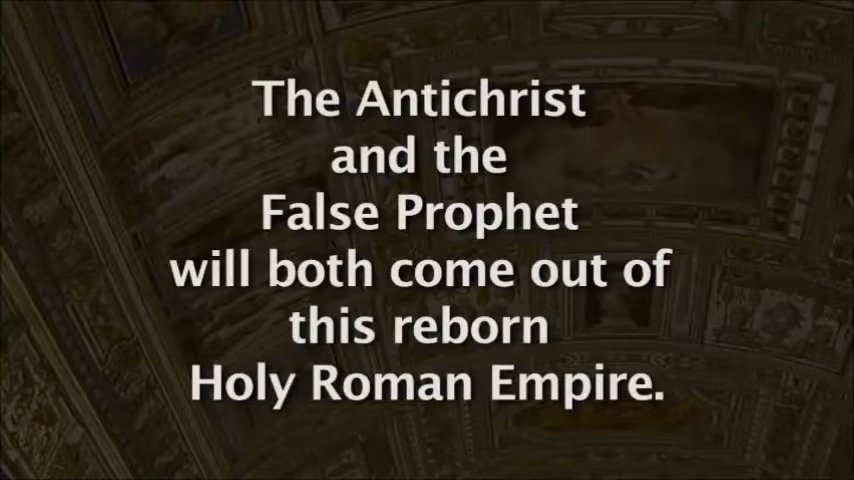 The Antichrist
and the
False Prophet
will both come out of
this reborn
Holy Roman Empire.